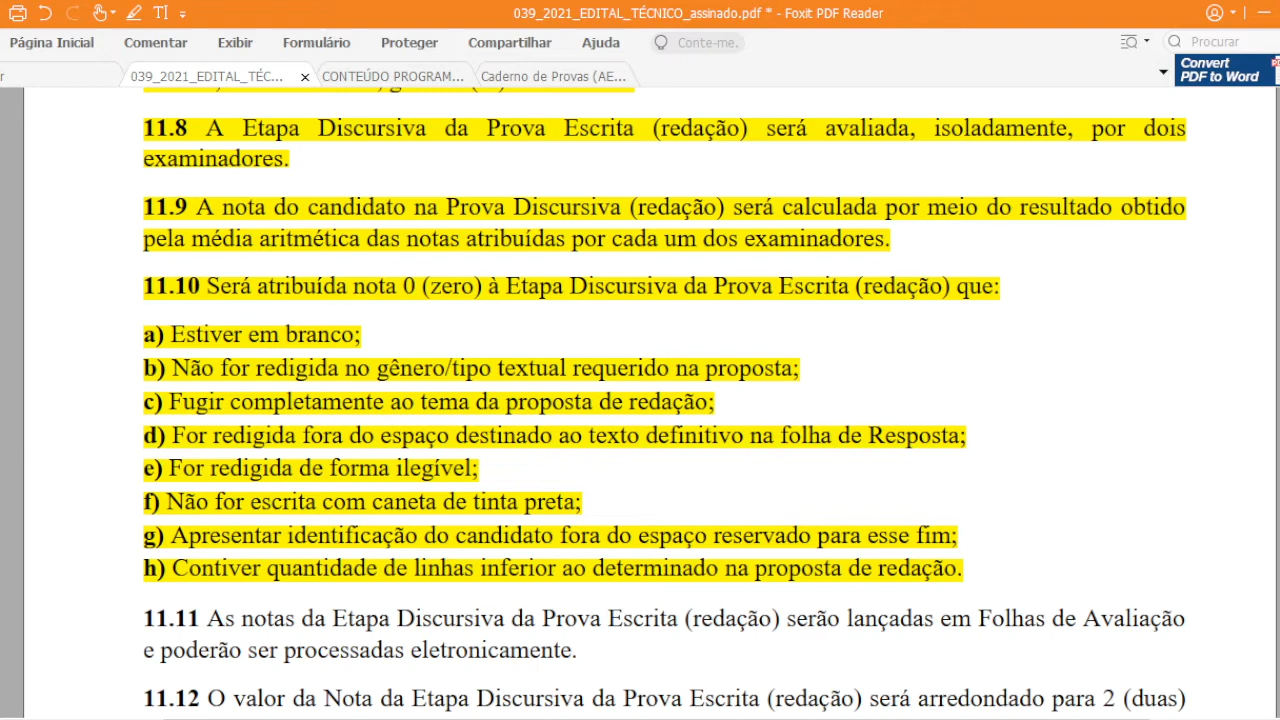 TI
039_2021_EDITAL_TÉCNICO_assinado.pdf * - Foxit PDF Reader
Página Inicial Comentar Exibir Formulário Proteger Compartilhar Ajuda Conte-me. Procurar
r 039_2021_EDITAL_TÉC... × CONTEÚDO PROGRAM... Caderno de Provas (AE...
Convert
PDF to Word
11.8 A Etapa Discursiva da Prova Escrita (redação) será avaliada, isoladamente, por dois
examinadores.
11.9 A nota do candidato na Prova Discursiva (redação) será calculada por meio do resultado obtido
pela média aritmética das notas atribuídas por cada um dos examinadores.
11.10 Será atribuída nota 0 (zero) à Etapa Discursiva da Prova Escrita (redação) que:
a) Estiver em branco;
b) Não for redigida no gênero/tipo textual requerido na proposta;
c) Fugir completamente ao tema da proposta de redação;
d) For redigida fora do espaço destinado ao texto definitivo na folha de Resposta;
e) For redigida de forma ilegível;
f) Não for escrita com caneta de tinta preta;
g) Apresentar identificação do candidato fora do espaço reservado para esse fim;
h) Contiver quantidade de linhas inferior ao determinado na proposta de redação.
11.11 As notas da Etapa Discursiva da Prova Escrita (redação) serão lançadas em Folhas de Avaliação
e poderão ser processadas eletronicamente.
11.12 O valor da Nota da Etapa Discursiva da Prova Escrita (redação) será arredondado para 2 (duas)